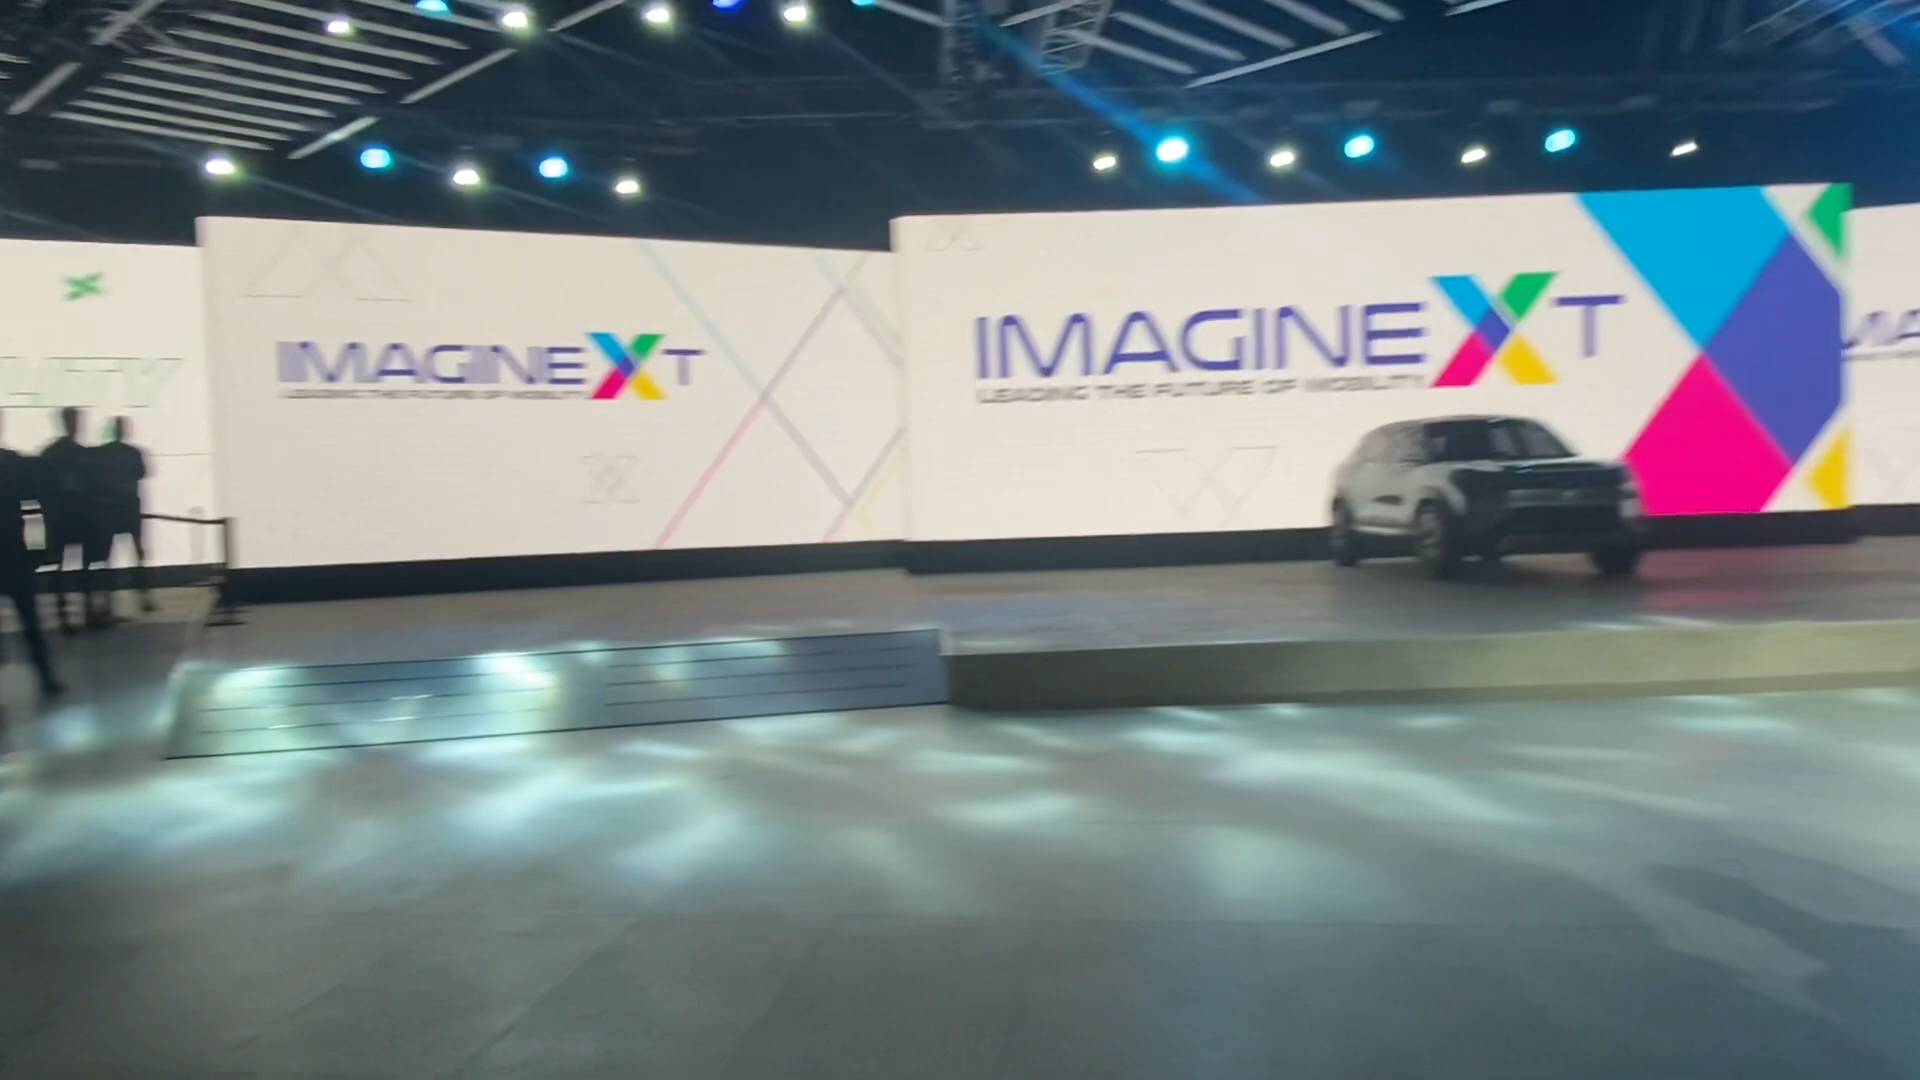 IMAGINEXT
LEADING THE FUTURE OF MOBILITY
IMAGINEXT
LEADING THE FUTURE OF MOBILITY